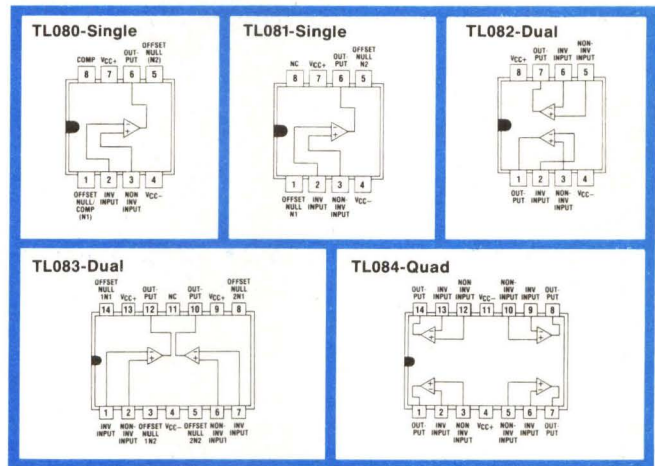 TL080-Single
COMP VCC+ OUT-PUT OFFSET NULL (N2)
8 7 6 5
1 2 3 4
OFFSET NULL/COMP (N1) INV INPUT NON INV INPUT VCC-
TL081-Single
NC VCC+ OUT-PUT OFFSET NULL N2
8 7 6 5
1 2 3 4
OFFSET NULL N1 INV INPUT NON-INV INPUT VCC-
TL082-Dual
VCC+ OUT-PUT INV INPUT NON-INV INPUT
8 7 6 5
1 2 3 4
OUT-PUT INV INPUT NON-INV INPUT VCC-
TL083-Dual
OFFSET NULL 1N1 VCC+ OUT-PUT NC OUT-PUT VCC+ OFFSET NULL 2N1
14 13 12 11 10 9 8
1 2 3 4 5 6 7
INV INPUT NON-INV INPUT OFFSET NULL 1N2 VCC- OFFSET NULL 2N2 NON-INV INPUT INV INPUT
TL084-Quad
OUT-PUT INV INPUT NON INV INPUT VCC- NON-INV INPUT INV INPUT OUT-PUT
14 13 12 11 10 9 8
1 2 3 4 5 6 7
OUT-PUT INV INPUT NON INV INPUT VCC+ NON-INV INPUT INV INPUT OUT-PUT